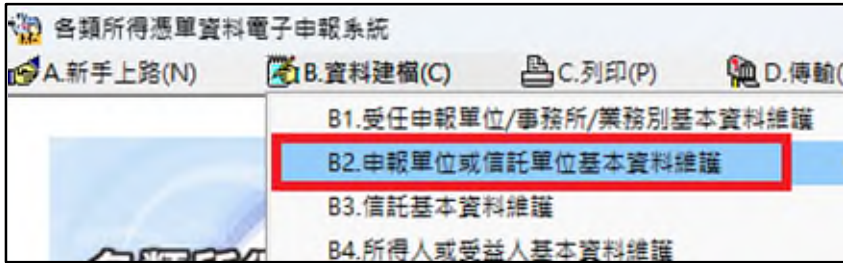 各類所得憑單資料電子申報系統
A.新手上路(N) B.資料建檔(C) C.列印(P) D.傳輸(
B1.受任申報單位/事務所/業務別基本資料維護
B2.申報單位或信託單位基本資料維護
B3.信託基本資料維護
B4.所得人或受益人基本資料維護